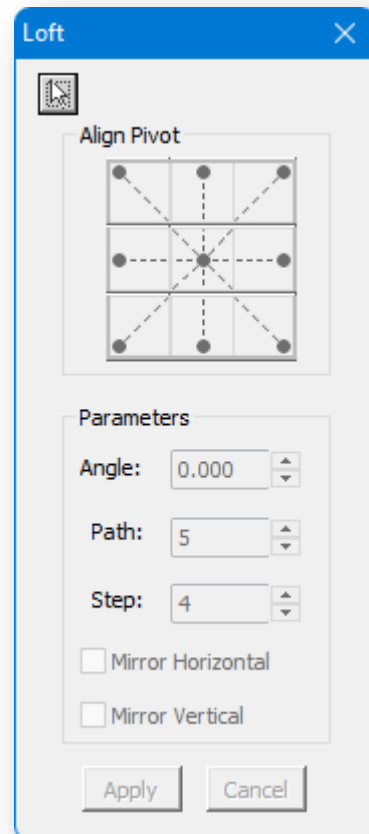 Loft
Align Pivot
Parameters
Angle: 0.000
Path: 5
Step: 4
Mirror Horizontal
Mirror Vertical
Apply Cancel